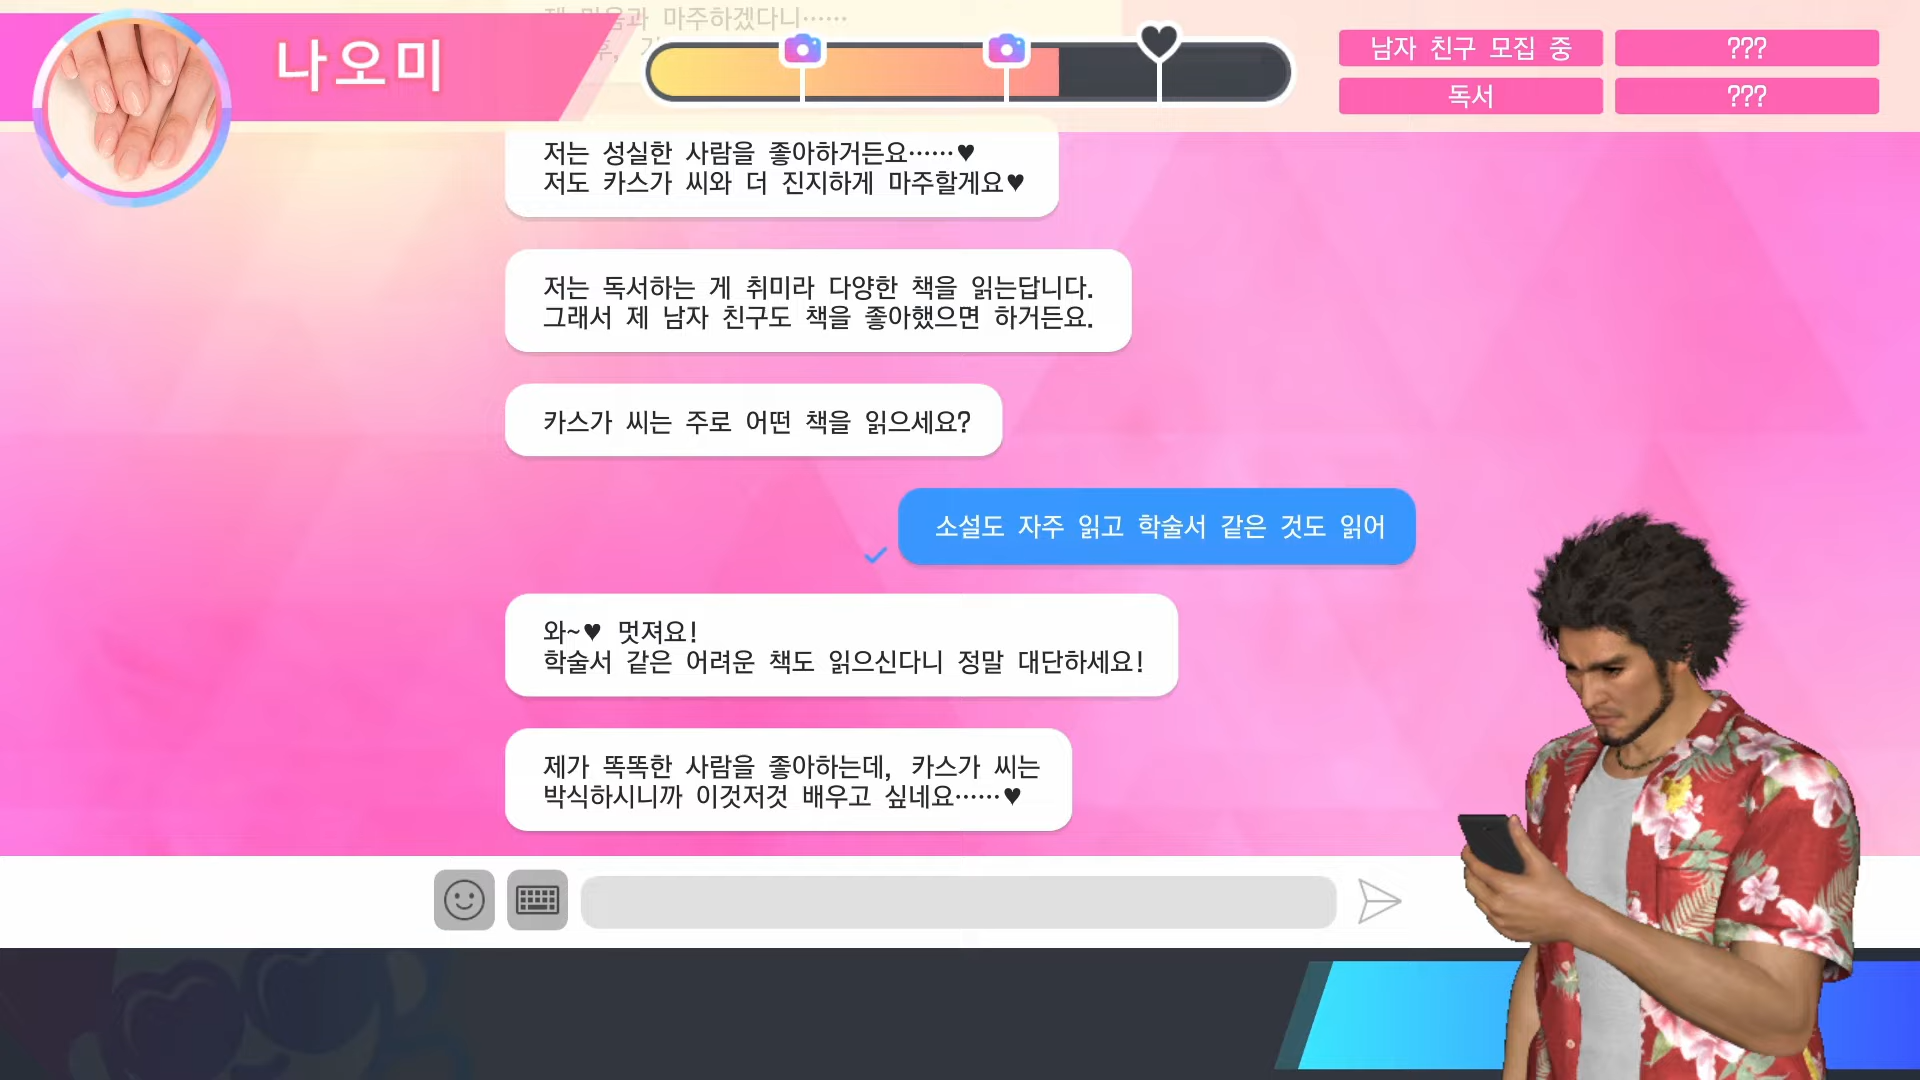 나오미
남자 친구 모집 중
???
독서
???
마주하겠다니……
저는 성실한 사람을 좋아하거든요……♥
저도 카스가 씨와 더 진지하게 마주할게요♥
저는 독서하는 게 취미라 다양한 책을 읽는답니다.
그래서 제 남자 친구도 책을 좋아했으면 하거든요.
카스가 씨는 주로 어떤 책을 읽으세요?
소설도 자주 읽고 학술서 같은 것도 읽어
와~♥ 멋져요!
학술서 같은 어려운 책도 읽으신다니 정말 대단하세요!
제가 똑똑한 사람을 좋아하는데, 카스가 씨는
박식하시니까 이것저것 배우고 싶네요……♥